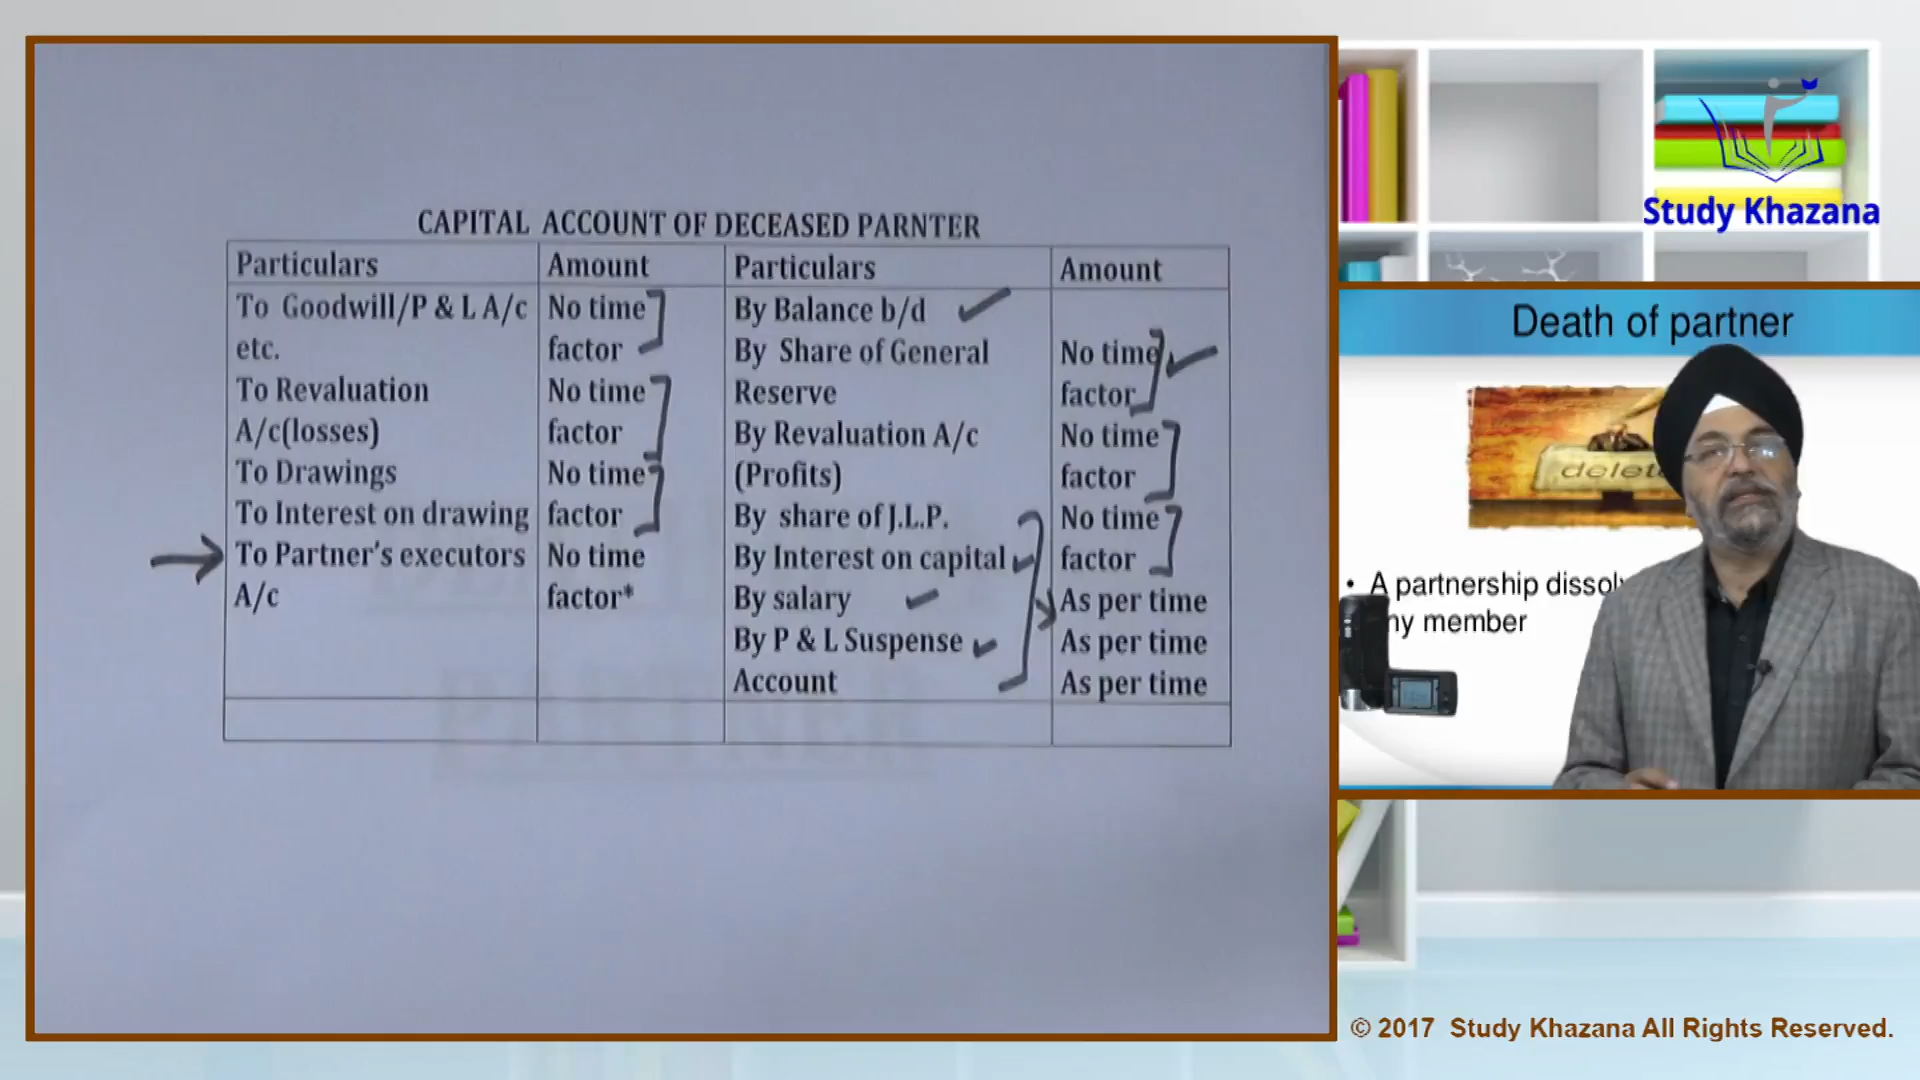 CAPITAL ACCOUNT OF DECEASED PARNTER
Particulars Amount Particulars Amount
To Goodwill/P & L A/c No time By Balance b/d
etc. factor By Share of General No time
To Revaluation No time Reserve factor
A/c(losses) factor By Revaluation A/c No time
To Drawings No time (Profits) factor
To Interest on drawing factor By share of J.L.P. No time
To Partner's executors No time By Interest on capital factor
A/c factor* By salary As per time
By P & L Suspense As per time
Account As per time
Study Khazana
Death of partner
delete
• A partnership dissol
ny member
© 2017 Study Khazana All Rights Reserved.